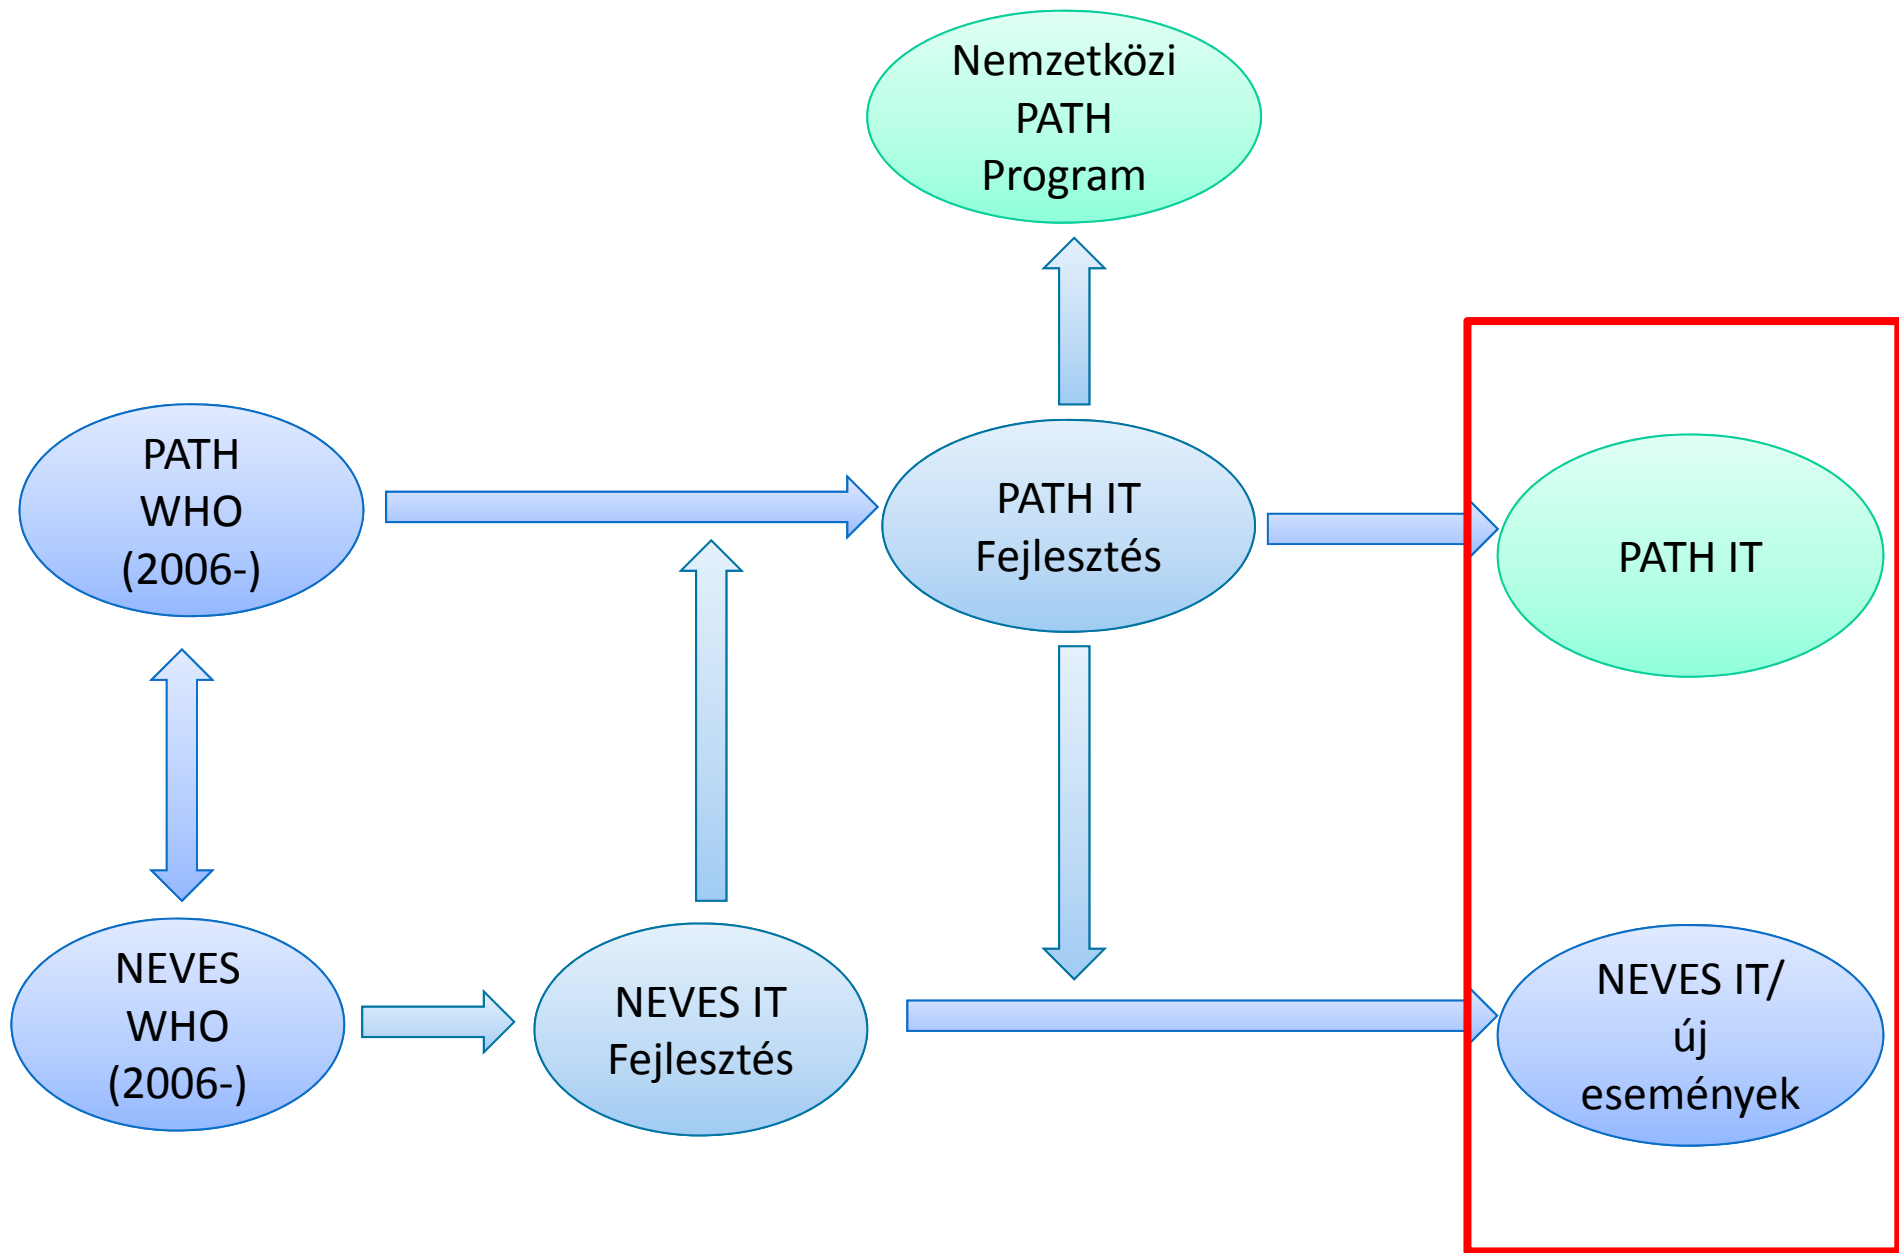 Nemzetközi
PATH
Program
PATH
WHO
(2006-)
PATH IT
Fejlesztés
PATH IT
NEVES
WHO
(2006-)
NEVES IT
Fejlesztés
NEVES IT/
új
események